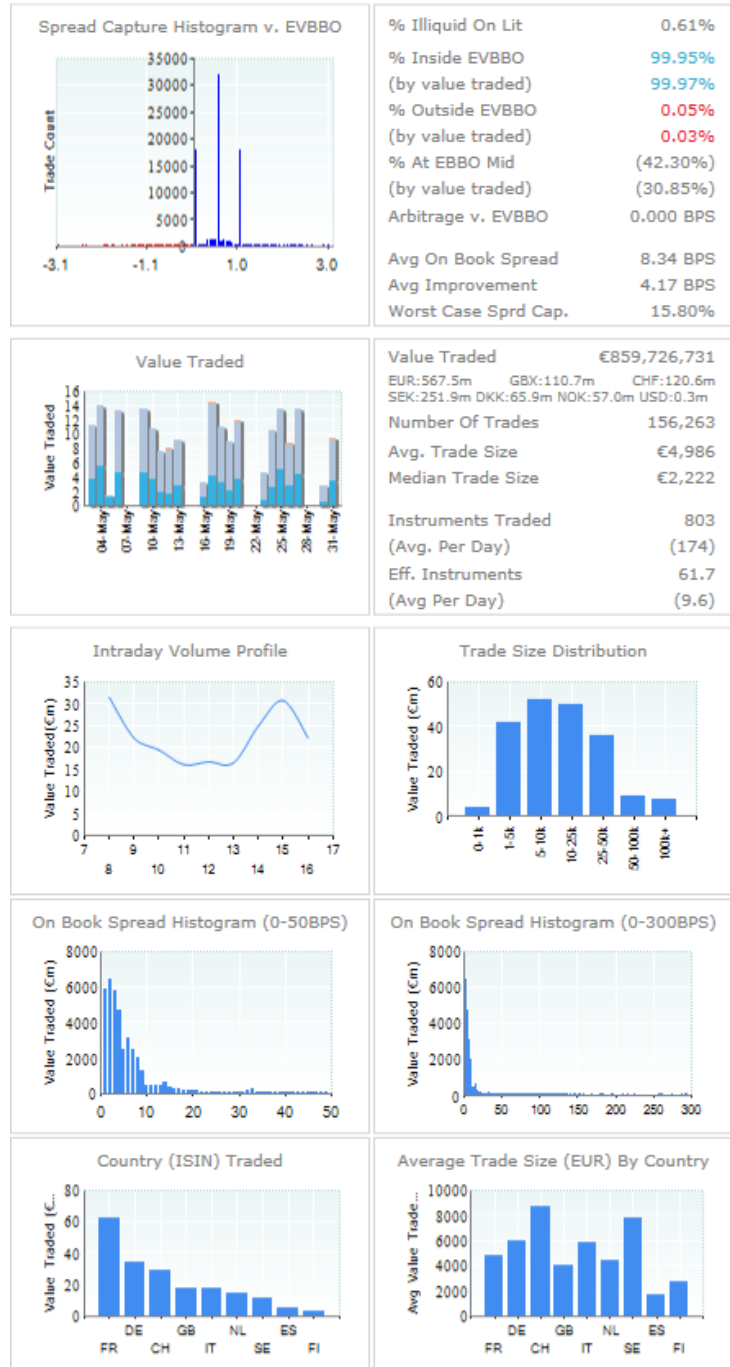 Spread Capture Histogram v. EVBBO
Trade Count
35000
30000
25000
20000
15000
10000
5000
0
-3.1 -1.1 1.0 3.0
% Illiquid On Lit 0.61%
% Inside EVBBO 99.95%
(by value traded) 99.97%
% Outside EVBBO 0.05%
(by value traded) 0.03%
% At EBBO Mid (42.30%)
(by value traded) (30.85%)
Arbitrage v. EVBBO 0.000 BPS
Avg On Book Spread 8.34 BPS
Avg Improvement 4.17 BPS
Worst Case Sprd Cap. 15.80%
Value Traded
Value Traded
16
14
12
10
8
6
4
2
0
04-May 07-May 10-May 13-May 16-May 19-May 22-May 25-May 28-May 31-May
Value Traded €859,726,731
EUR:567.5m GBX:110.7m CHF:120.6m
SEK:251.9m DKK:65.9m NOK:57.0m USD:0.3m
Number Of Trades 156,263
Avg. Trade Size €4,986
Median Trade Size €2,222
Instruments Traded 803
(Avg. Per Day) (174)
Eff. Instruments 61.7
(Avg Per Day) (9.6)
Intraday Volume Profile
Value Traded(€m)
35
30
25
20
15
10
5
0
7 9 11 13 15 17
8 10 12 14 16
Trade Size Distribution
Value Traded (€m)
60
40
20
0
0-1k 1-5k 5-10k 10-25k 25-50k 50-100k 100k+
On Book Spread Histogram (0-50BPS)
Value Traded (€m)
8000
6000
4000
2000
0
0 10 20 30 40 50
On Book Spread Histogram (0-300BPS)
Value Traded (€m)
8000
6000
4000
2000
0
0 50 100 150 200 250 300
Country (ISIN) Traded
Value Traded (€...
80
60
40
20
0
DE GB NL ES
FR CH IT SE FI
Average Trade Size (EUR) By Country
Avg Value Trade...
10000
8000
6000
4000
2000
0
DE GB NL ES
FR CH IT SE FI